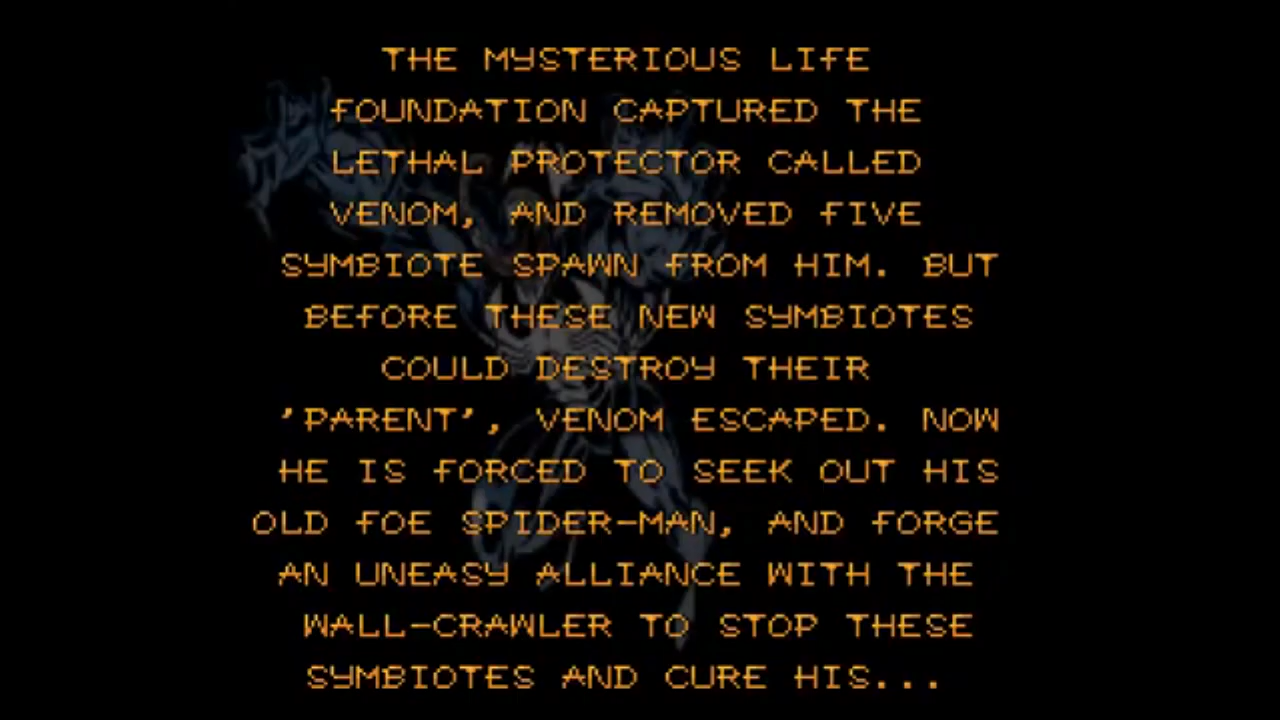 THE MYSTERIOUS LIFE
FOUNDATION CAPTURED THE
LETHAL PROTECTOR CALLED
VENOM, AND REMOVED FIVE
SYMBIOTE SPAWN FROM HIM. BUT
BEFORE THESE NEW SYMBIOTES
COULD DESTROY THEIR
'PARENT', VENOM ESCAPED. NOW
HE IS FORCED TO SEEK OUT HIS
OLD FOE SPIDER-MAN, AND FORGE
AN UNEASY ALLIANCE WITH THE
WALL-CRAWLER TO STOP THESE
SYMBIOTES AND CURE HIS...